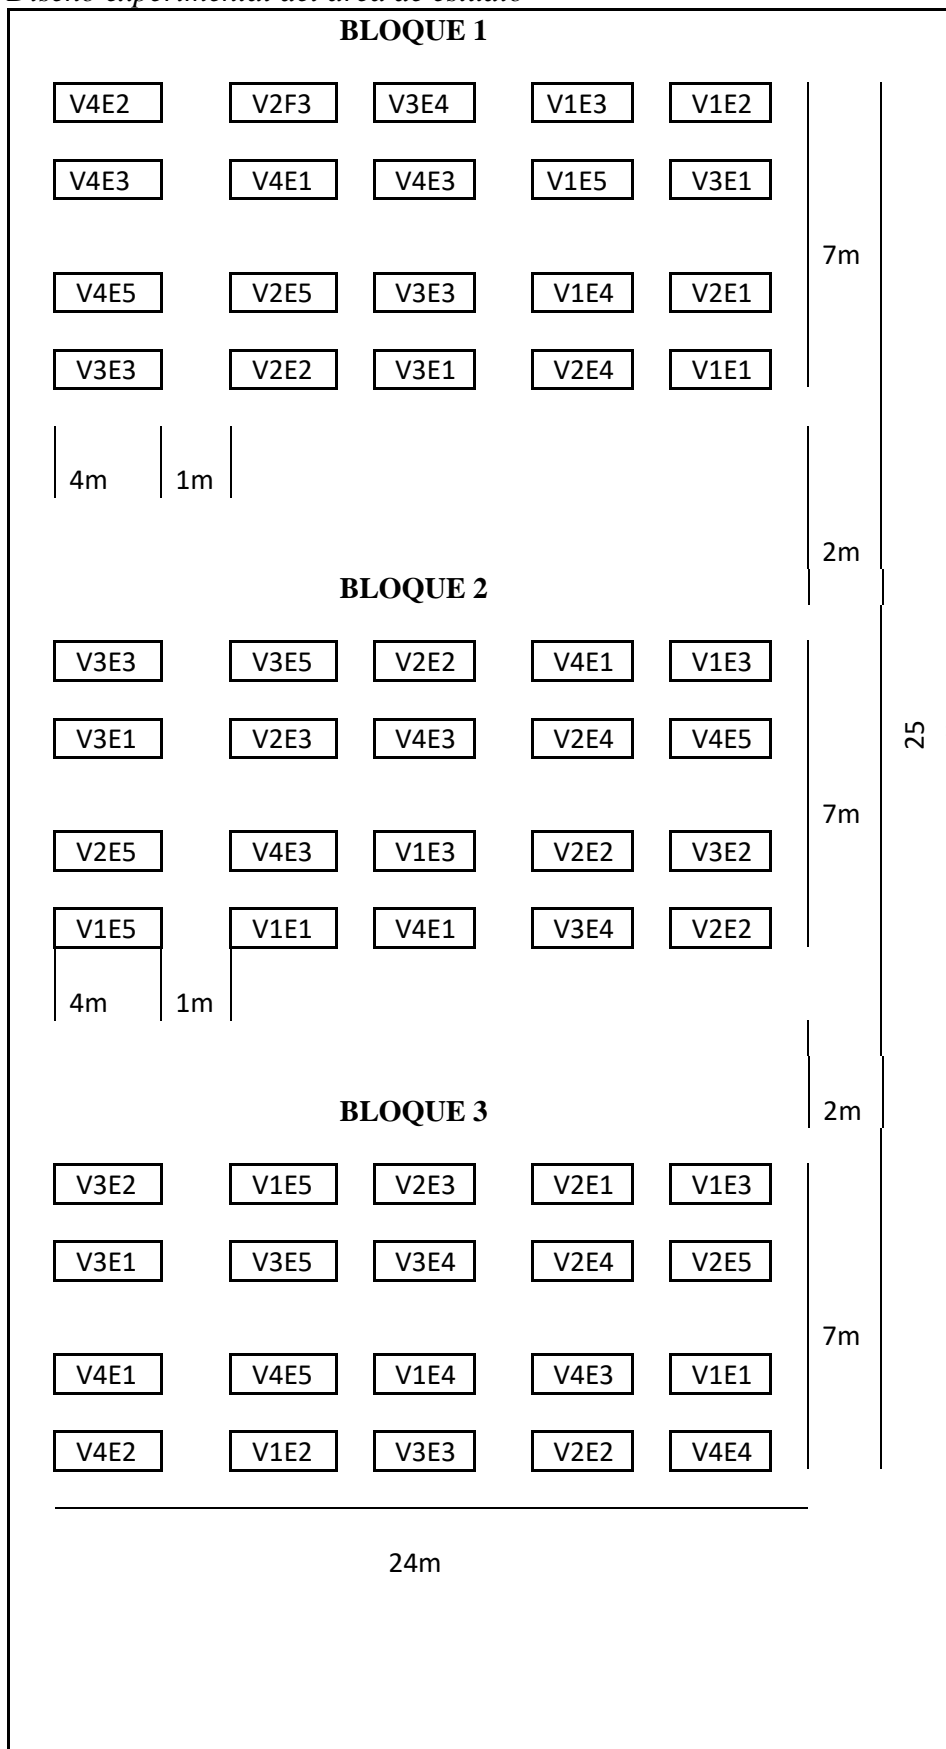 Diseño experimental del área de estudio
BLOQUE 1
V4E2 V2F3 V3E4 V1E3 V1E2
V4E3 V4E1 V4E3 V1E5 V3E1
7m
V4E5 V2E5 V3E3 V1E4 V2E1
V3E3 V2E2 V3E1 V2E4 V1E1
4m 1m
2m
BLOQUE 2
V3E3 V3E5 V2E2 V4E1 V1E3
V3E1 V2E3 V4E3 V2E4 V4E5
25
7m
V2E5 V4E3 V1E3 V2E2 V3E2
V1E5 V1E1 V4E1 V3E4 V2E2
4m 1m
BLOQUE 3 2m
V3E2 V1E5 V2E3 V2E1 V1E3
V3E1 V3E5 V3E4 V2E4 V2E5
7m
V4E1 V4E5 V1E4 V4E3 V1E1
V4E2 V1E2 V3E3 V2E2 V4E4
24m